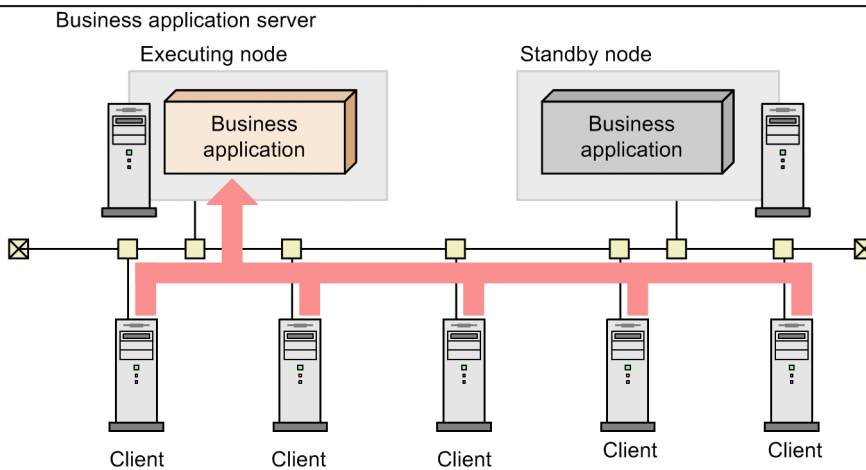 Business application server
Executing node
Standby node
Business
application
Business
application
Client
Client
Client
Client
Client